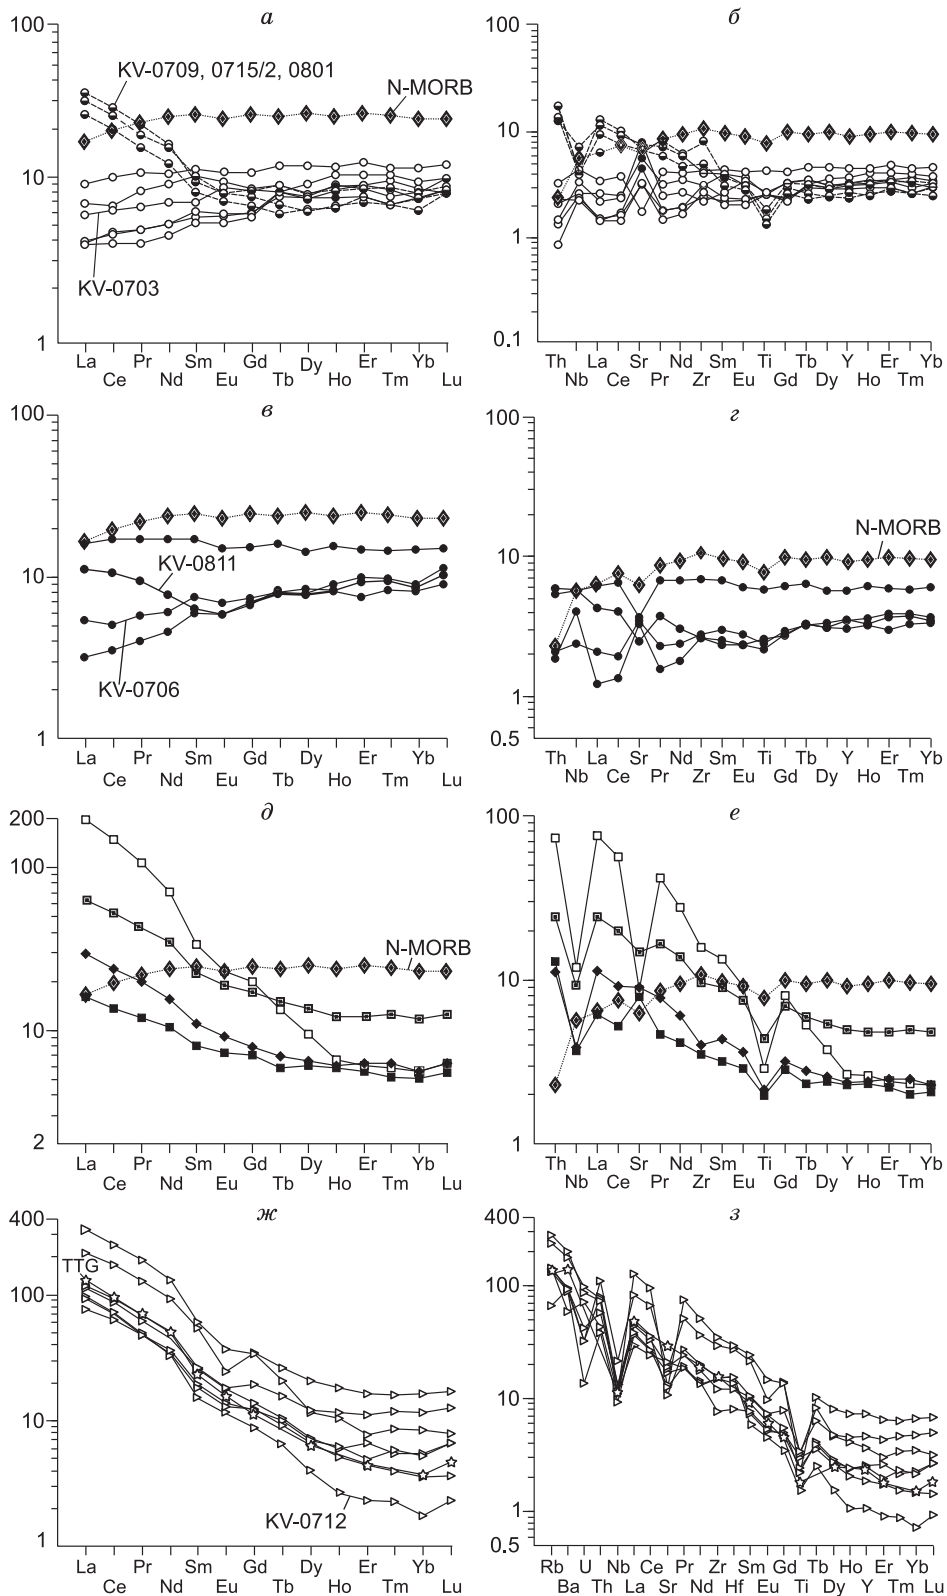 а
100
10
1
KV-0709, 0715/2, 0801
N-MORB
KV-0703
La Pr Sm Gd Dy Er Yb
Ce Nd Eu Tb Ho Tm Lu
б
100
10
1
0.1
Th La Sr Nd Sm Ti Tb Y Er Yb
Nb Ce Pr Zr Eu Gd Dy Ho Tm
в
100
10
1
KV-0811
KV-0706
La Pr Sm Gd Dy Er Yb
Ce Nd Eu Tb Ho Tm Lu
г
100
10
1
0.5
N-MORB
Th La Sr Nd Sm Ti Tb Y Er Yb
Nb Ce Pr Zr Eu Gd Dy Ho Tm
д
200
100
10
2
N-MORB
La Pr Sm Gd Dy Er Yb
Ce Nd Eu Tb Ho Tm Lu
е
100
10
1
Th La Sr Nd Sm Ti Tb Y Er Yb
Nb Ce Pr Zr Eu Gd Dy Ho Tm
ж
400
100
10
1
TTG
KV-0712
La Pr Sm Gd Dy Er Yb
Ce Nd Eu Tb Ho Tm Lu
з
400
100
10
1
0.5
Rb U Nb Ce Pr Zr Sm Gd Tb Ho Er Yb
Ba Th La Sr Nd Hf Eu Ti Dy Y Tm Lu